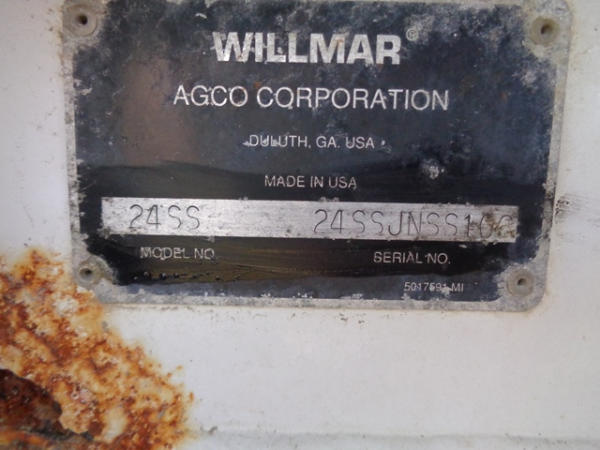 WILLMAR®
AGCO CORPORATION
DULUTH, GA. USA
MADE IN USA
24SS
MODEL NO.
SERIAL NO.